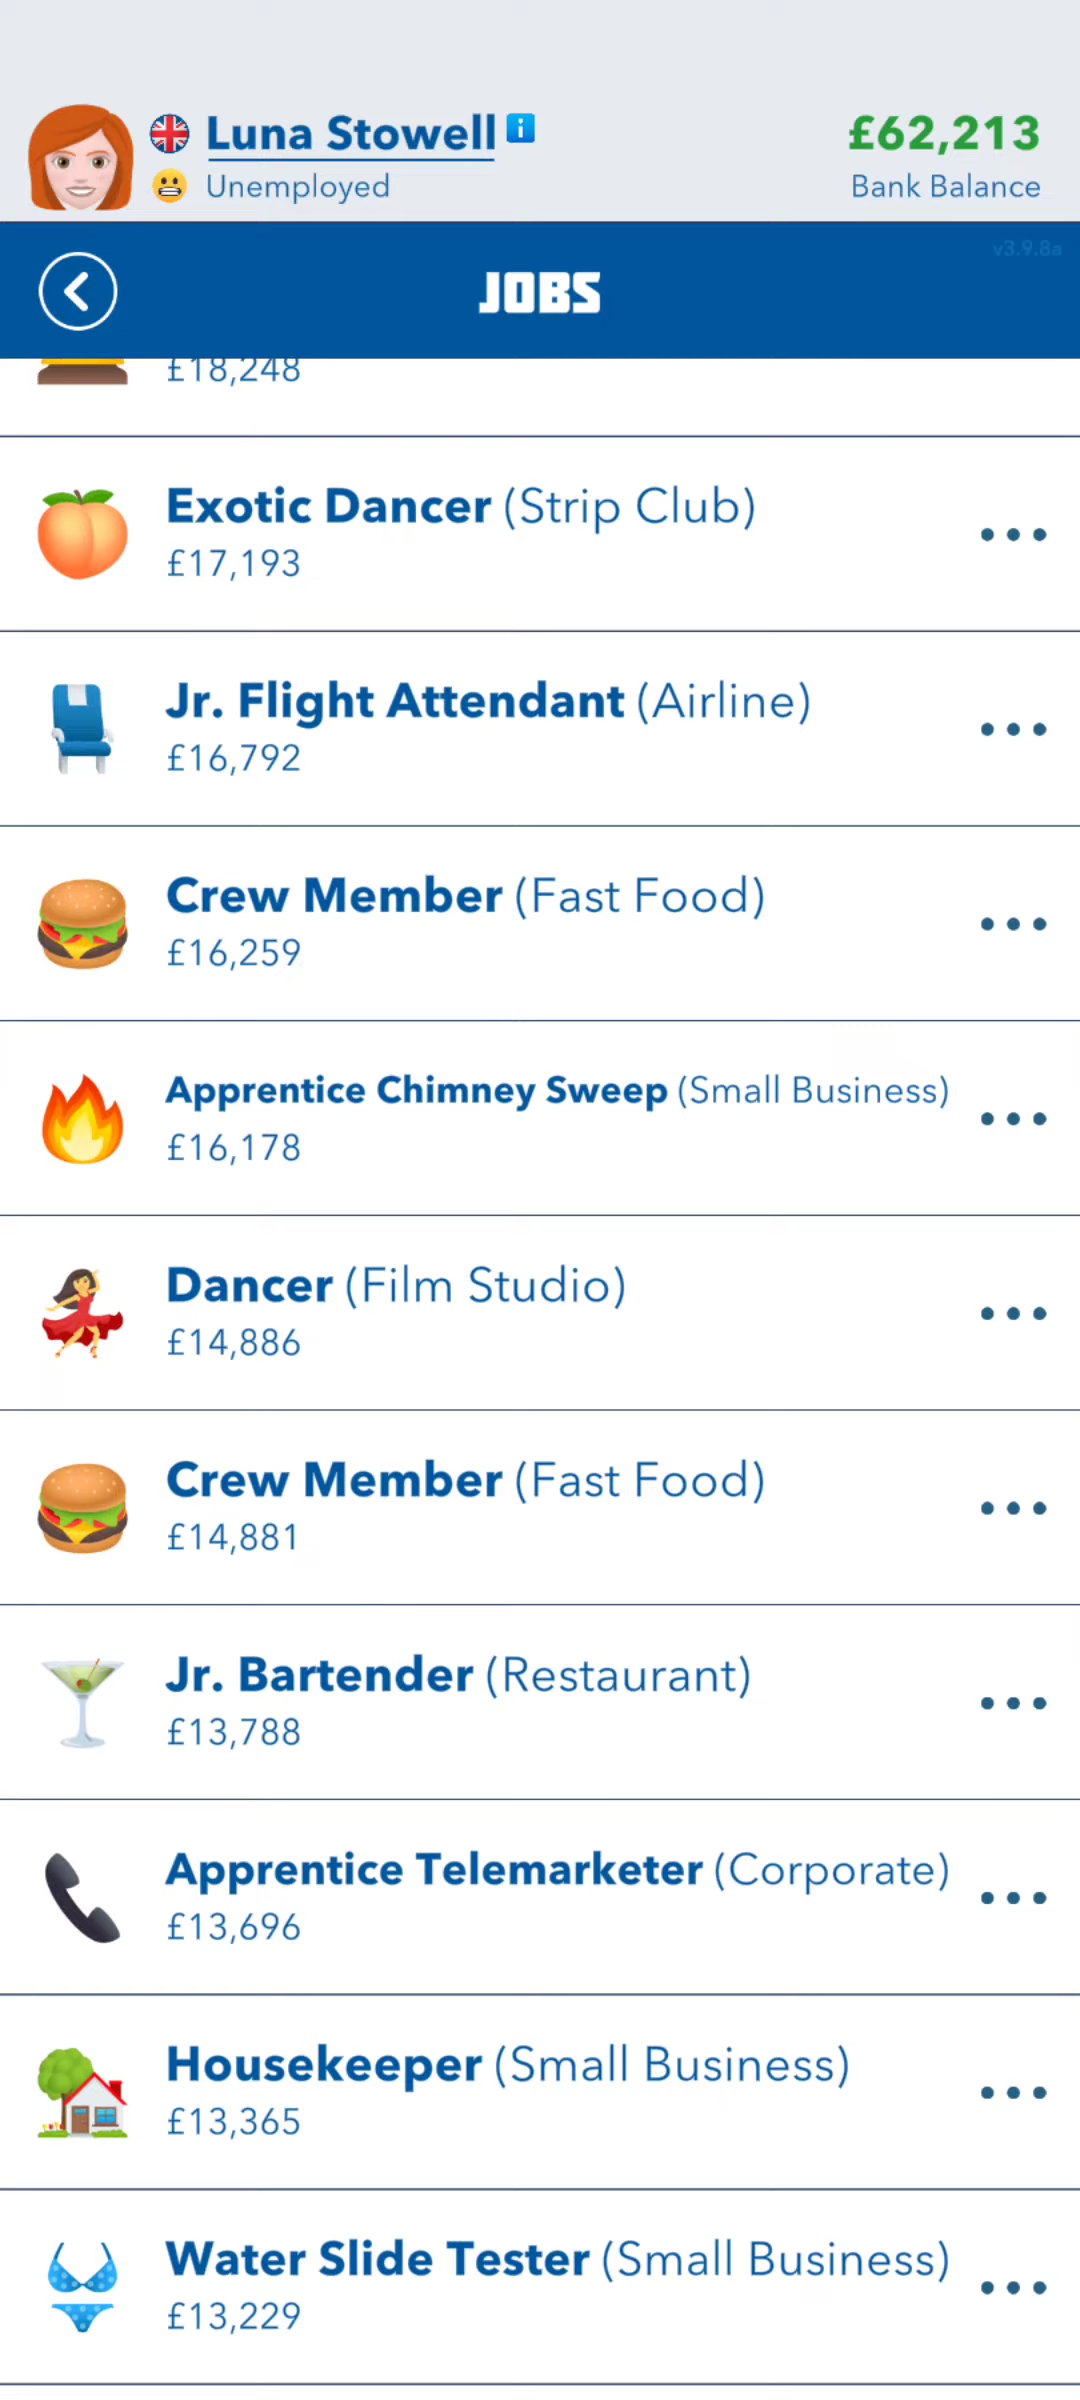 Luna Stowell i
£62,213
Unemployed
Bank Balance
v3.9.8a
JOBS
£18,248
Exotic Dancer (Strip Club)
£17,193
Jr. Flight Attendant (Airline)
£16,792
Crew Member (Fast Food)
£16,259
Apprentice Chimney Sweep (Small Business)
£16,178
Dancer (Film Studio)
£14,886
Crew Member (Fast Food)
£14,881
Jr. Bartender (Restaurant)
£13,788
Apprentice Telemarketer (Corporate)
£13,696
Housekeeper (Small Business)
£13,365
Water Slide Tester (Small Business)
£13,229